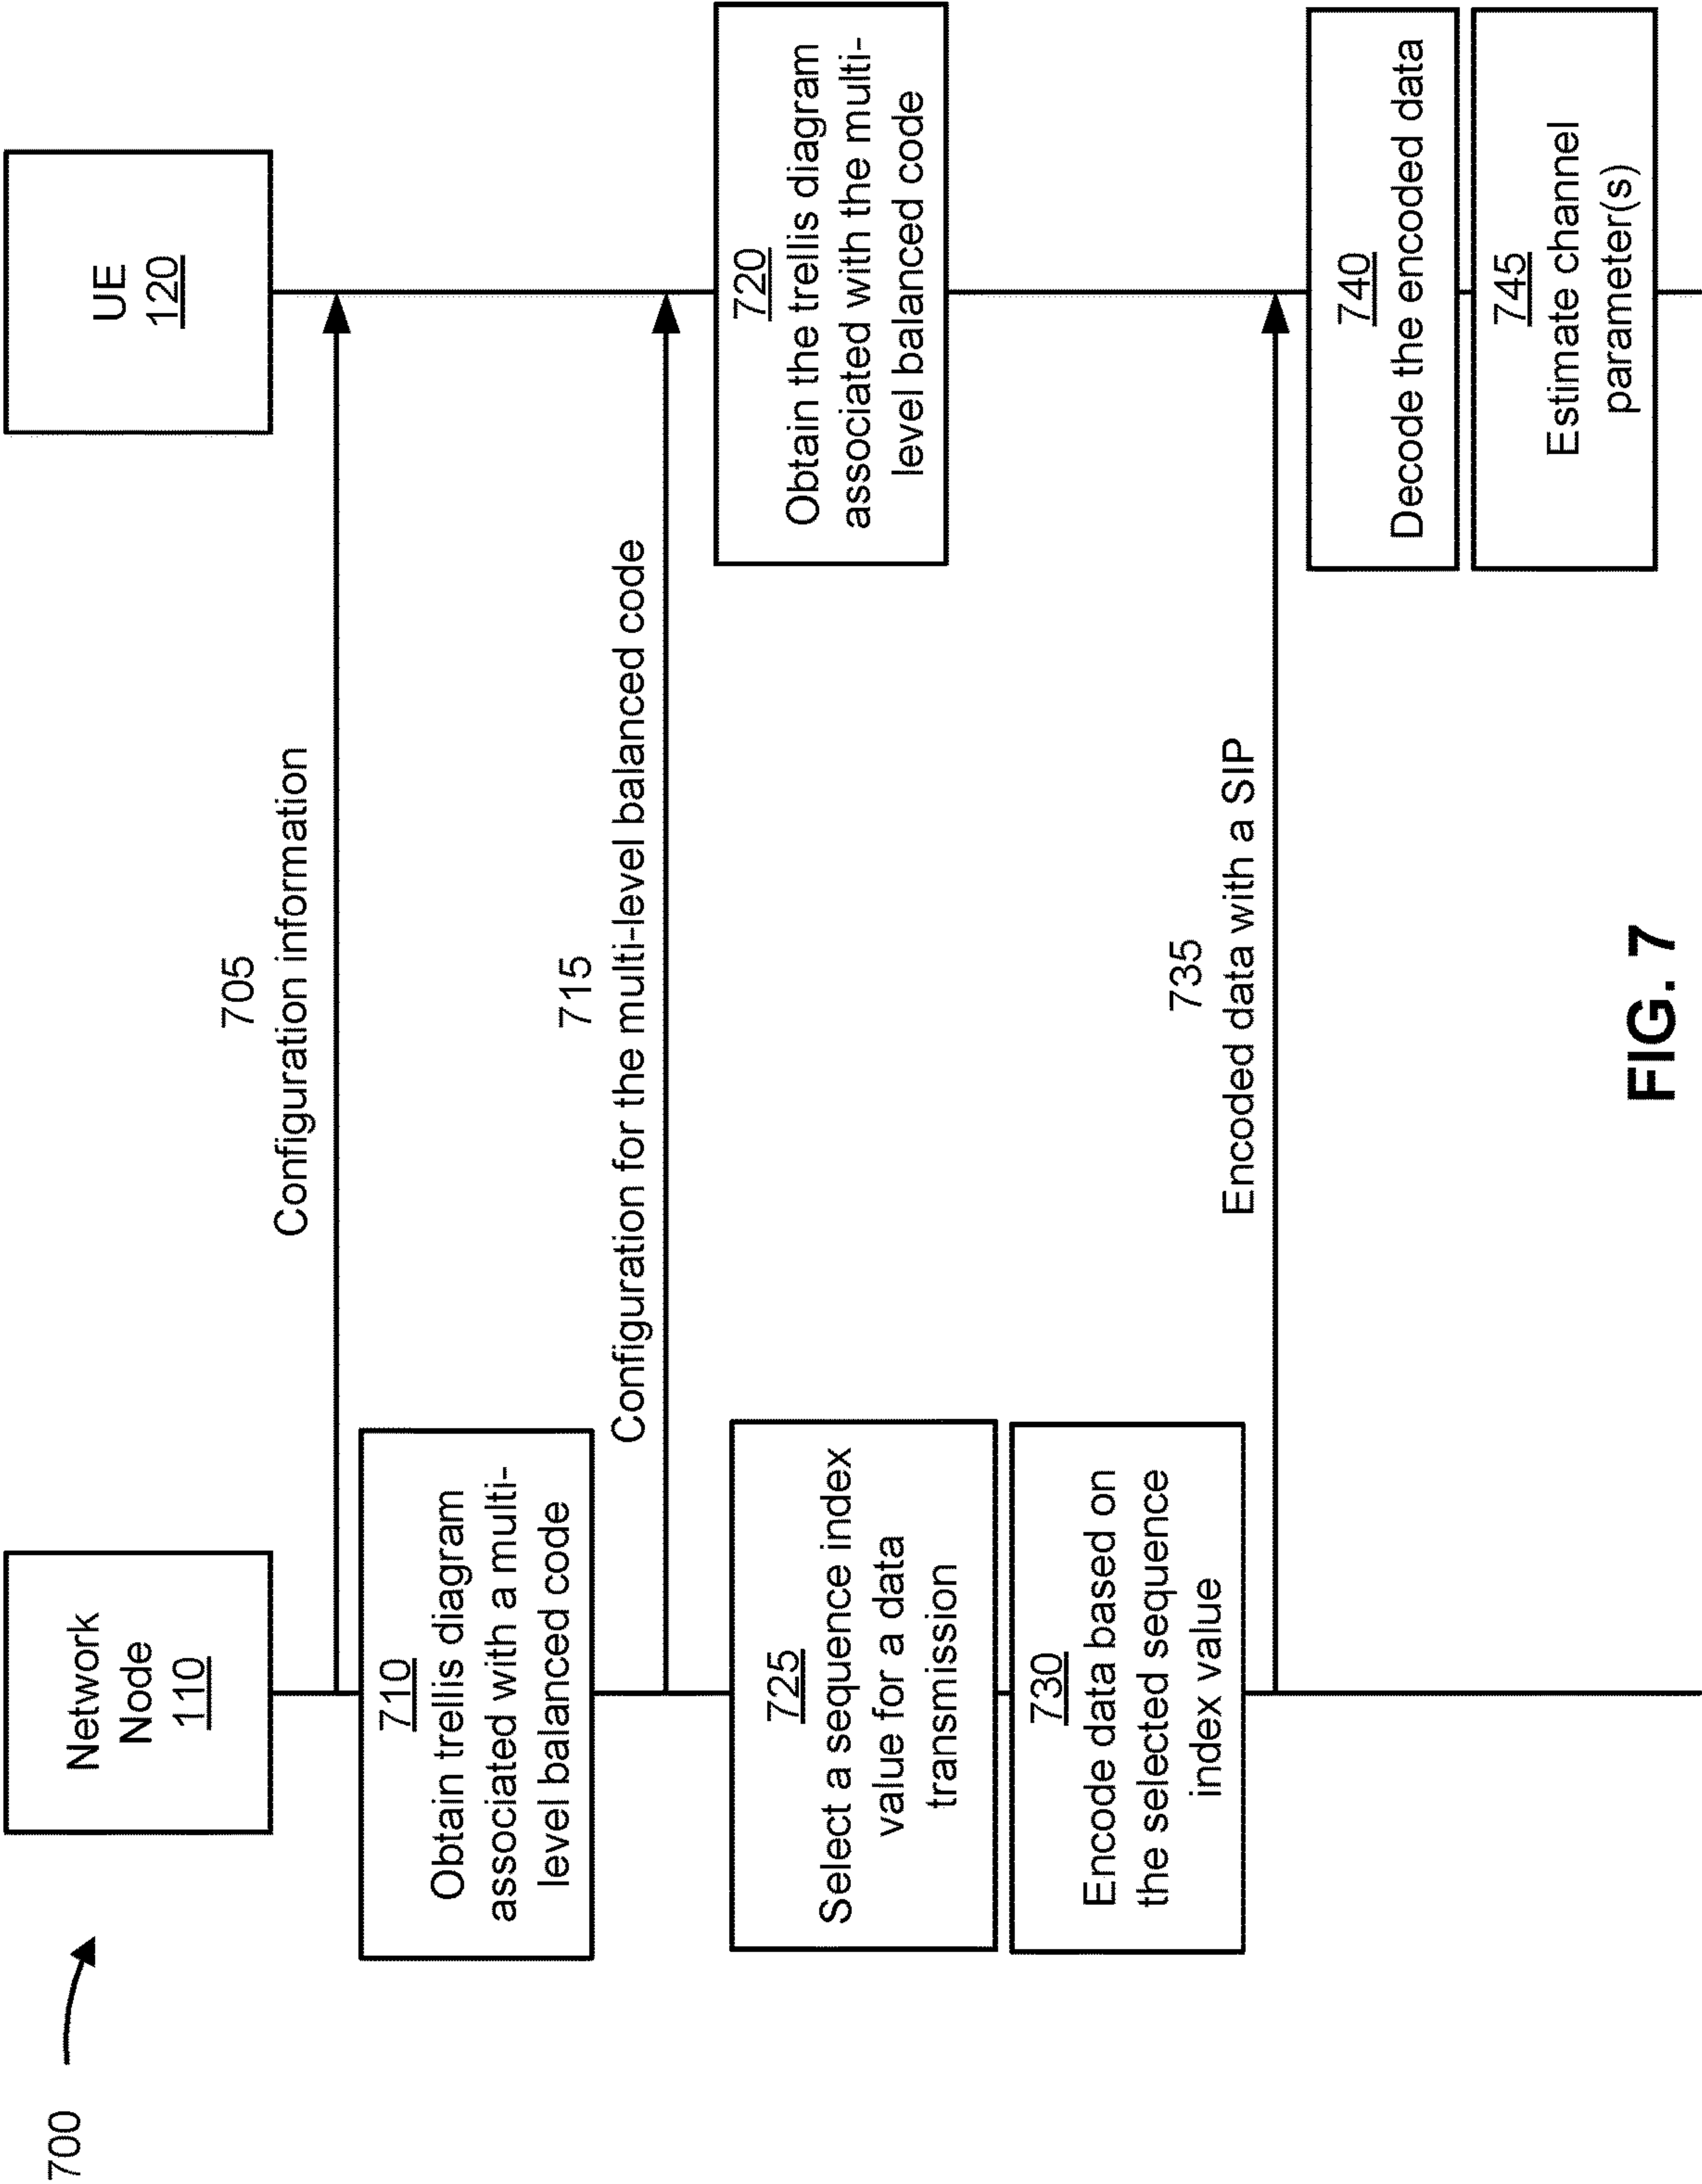 700
Network
Node
110
UE
120
705
Configuration information
710
Obtain trellis diagram
associated with a multi-
level balanced code
715
Configuration for the multi-level balanced code
720
Obtain the trellis diagram
associated with the multi-
level balanced code
725
Select a sequence index
value for a data
transmission
730
Encode data based on
the selected sequence
index value
735
Encoded data with a SIP
740
Decode the encoded data
745
Estimate channel
parameter(s)
FIG. 7